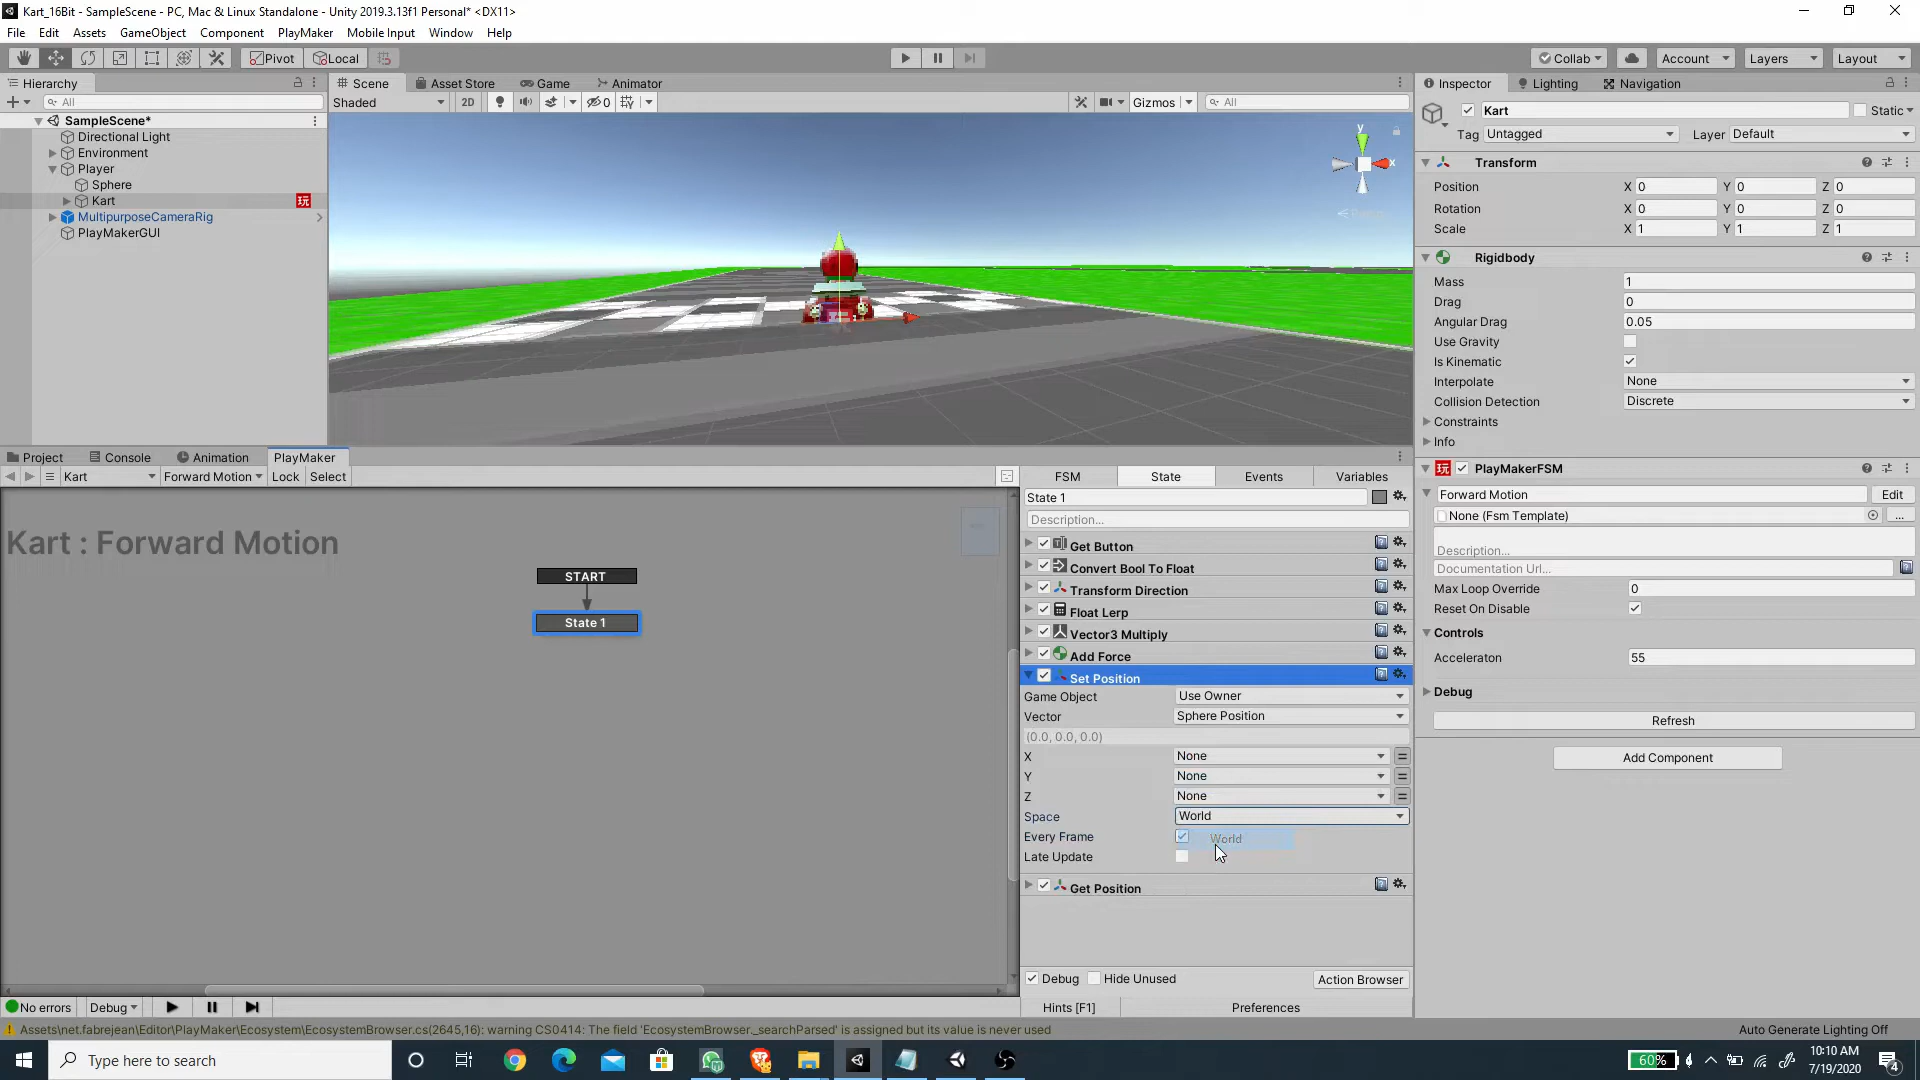 Kart_16Bit - SampleScene - PC, Mac & Linux Standalone - Unity 2019.3.13f1 Personal* <DX11>
File Edit Assets GameObject Component PlayMaker Mobile Input Window Help
Pivot Local Collab Account Layers Layout
Hierarchy Scene Asset Store Game Animator Inspector Lighting Navigation
All Shaded 2D 0 Gizmos All
Kart Static
Tag Untagged Layer Default
SampleScene*
Directional Light
Environment
Player
Sphere
Kart 玩
MultipurposeCameraRig
PlayMakerGUI
y
x
Transform
Position X 0 Y 0 Z 0
Rotation X 0 Y 0 Z 0
Scale X 1 Y 1 Z 1
Rigidbody
Mass 1
Drag 0
Angular Drag 0.05
Use Gravity
Is Kinematic
Interpolate None
Collision Detection Discrete
Constraints
Info
Project Console Animation PlayMaker
Kart Forward Motion Lock Select
Kart : Forward Motion
START
State 1
FSM State Events Variables
State 1
Description...
Get Button
Convert Bool To Float
Transform Direction
Float Lerp
Vector3 Multiply
Add Force
Set Position
Game Object Use Owner
Vector Sphere Position
(0.0, 0.0, 0.0)
X None
Y None
Z None
Space World
Every Frame World
Late Update
Get Position
Debug Hide Unused Action Browser
Hints [F1] Preferences
玩 PlayMakerFSM
Forward Motion Edit
None (Fsm Template) ...
Description...
Documentation Url...
Max Loop Override 0
Reset On Disable
Controls
Acceleraton 55
Debug
Refresh
Add Component
No errors Debug
Assets\net.fabrejean\Editor\PlayMaker\Ecosystem\EcosystemBrowser.cs(2645,16): warning CS0414: The field 'EcosystemBrowser._searchParsed' is assigned but its value is never used
Auto Generate Lighting Off
Type here to search
60%
10:10 AM
7/19/2020
4